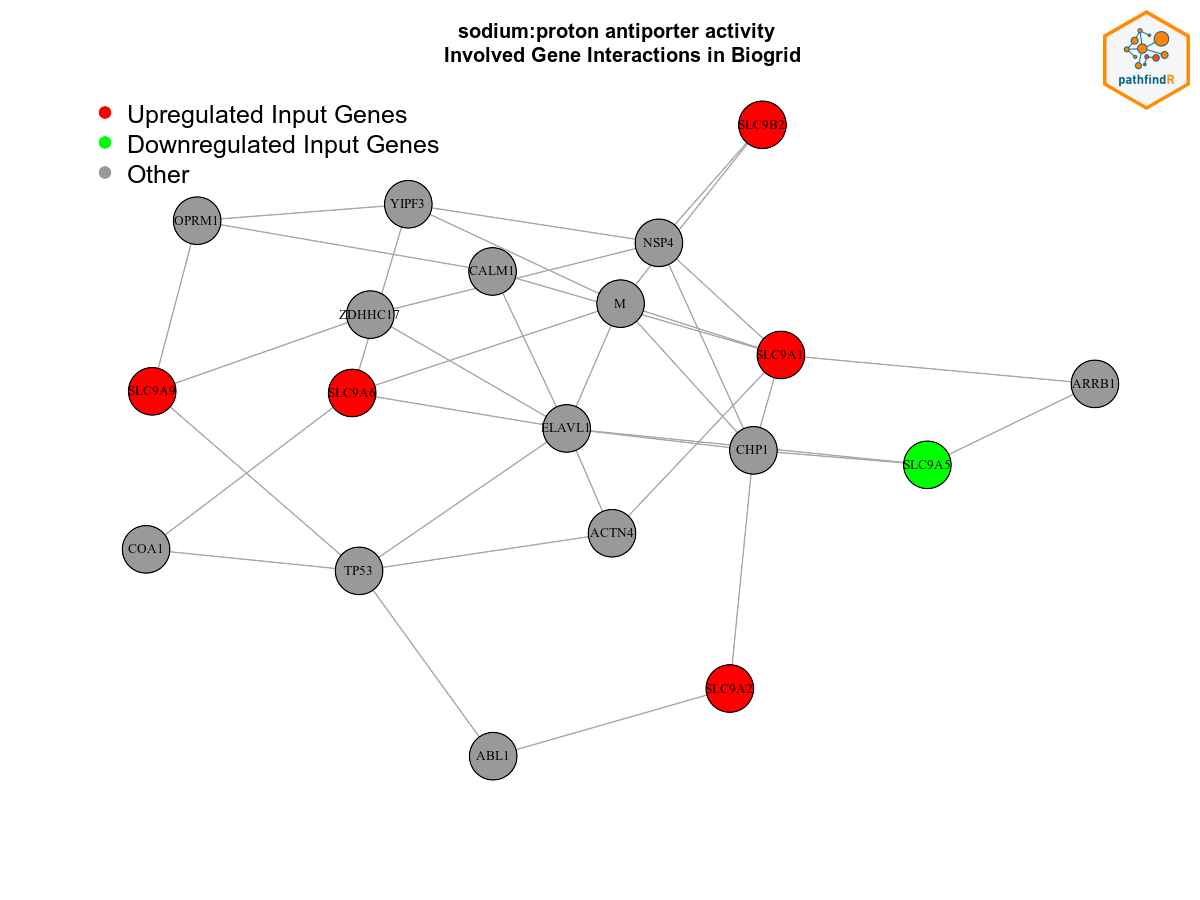 sodium:proton antiporter activity
Involved Gene Interactions in Biogrid
pathfindR
Upregulated Input Genes
Downregulated Input Genes
Other
SLC9B2
YIPF3
OPRM1
NSP4
CALM1
M
ZDHHC17
SLC9A1
ARRB1
SLC9A9
SLC9A6
ELAVL1
CHP1
SLC9A5
ACTN4
COA1
TP53
SLC9A2
ABL1